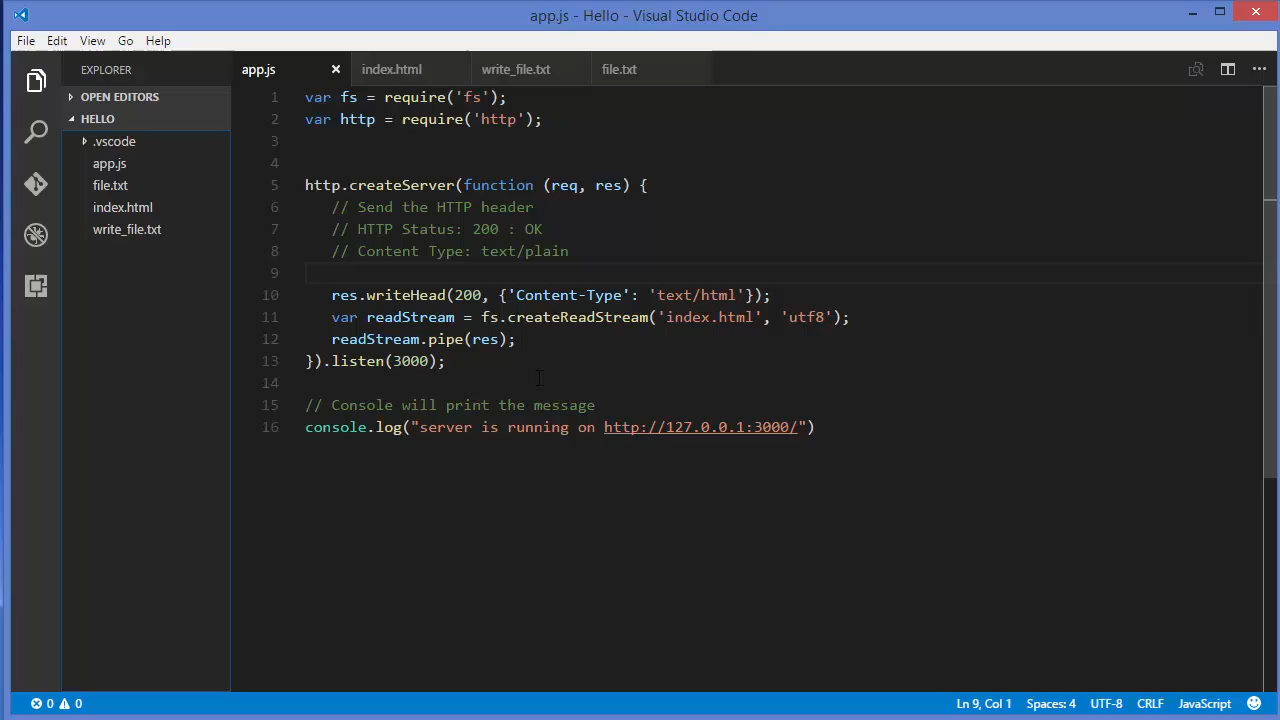 app.js - Hello - Visual Studio Code
File Edit View Go Help
EXPLORER
OPEN EDITORS
HELLO
.vscode
app.js
file.txt
index.html
write_file.txt
app.js index.html write_file.txt file.txt
1 var fs = require('fs');
2 var http = require('http');
3
4
5 http.createServer(function (req, res) {
6 // Send the HTTP header
7 // HTTP Status: 200 : OK
8 // Content Type: text/plain
9
10 res.writeHead(200, {'Content-Type': 'text/html'});
11 var readStream = fs.createReadStream('index.html', 'utf8');
12 readStream.pipe(res);
13 }).listen(3000);
14
15 // Console will print the message
16 console.log("server is running on http://127.0.0.1:3000/")
0 0 Ln 9, Col 1 Spaces: 4 UTF-8 CRLF JavaScript